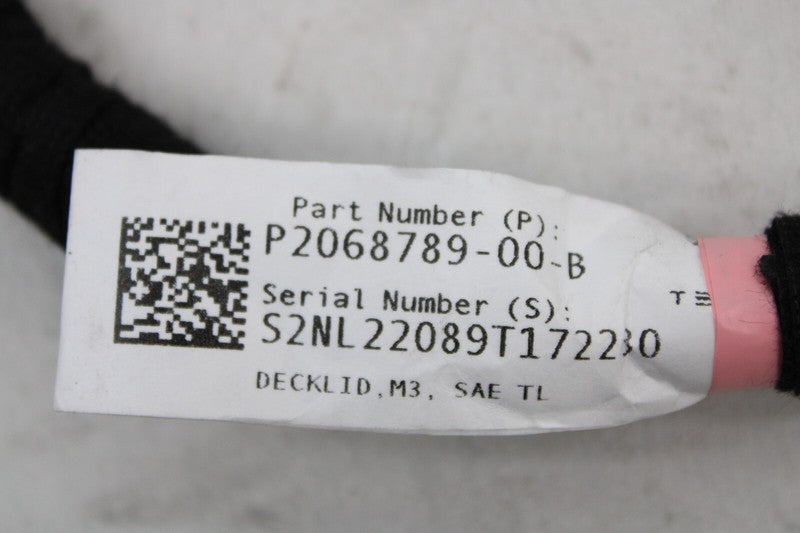 Part Number (P):
P2068789-00-B
Serial Number (S):
S2NL22089T172230
DECKLID,M3, SAE TL